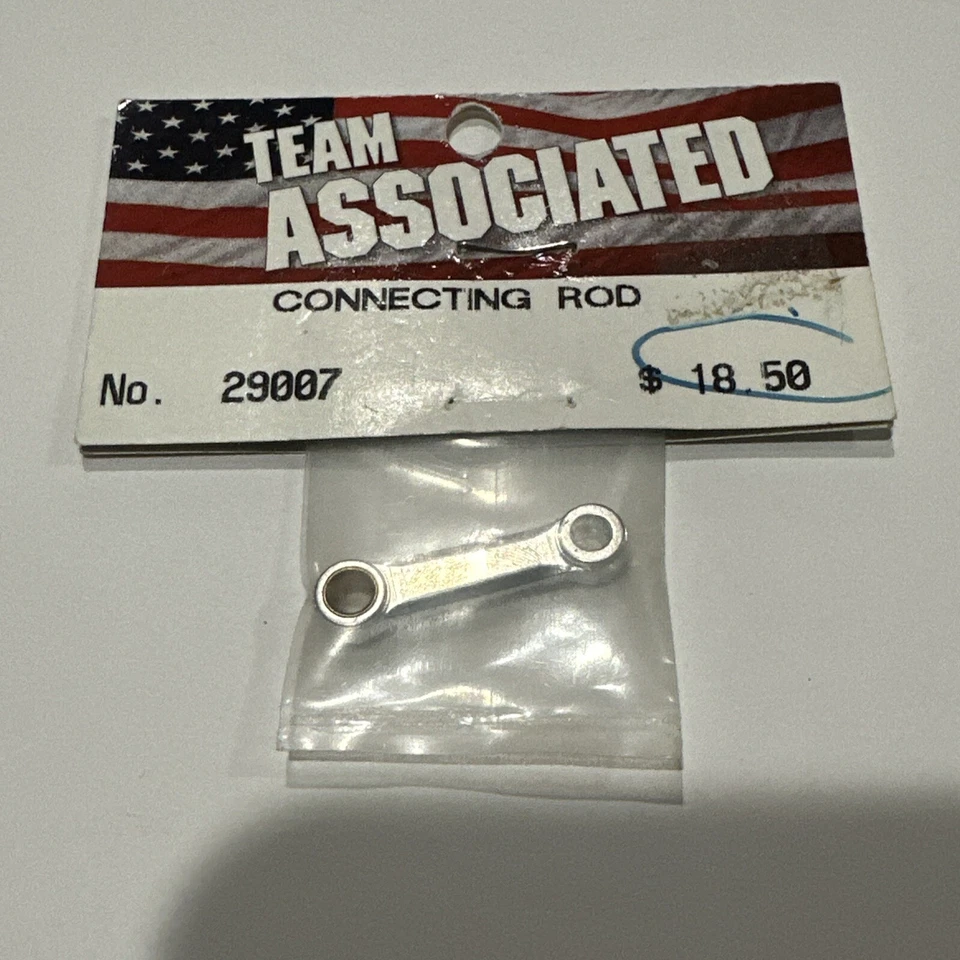 TEAM
ASSOCIATED
CONNECTING ROD
No. 29007 $ 18.50